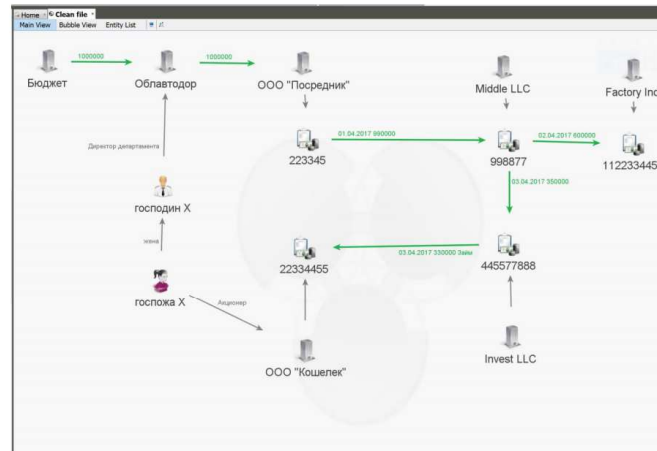 Home
Clean file
Main View Bubble View Entity List
1000000
1000000
Бюджет
Облавтодор
ООО "Посредник"
Middle LLC
Factory Inc
01.04.2017 990000
02.04.2017 600000
Директор департамента
223345
998877
112233445
03.04.2017 350000
господин X
жена
03.04.2017 330000 Займ
22334455
445577888
госпожа X
Акционер
ООО "Кошелек"
Invest LLC